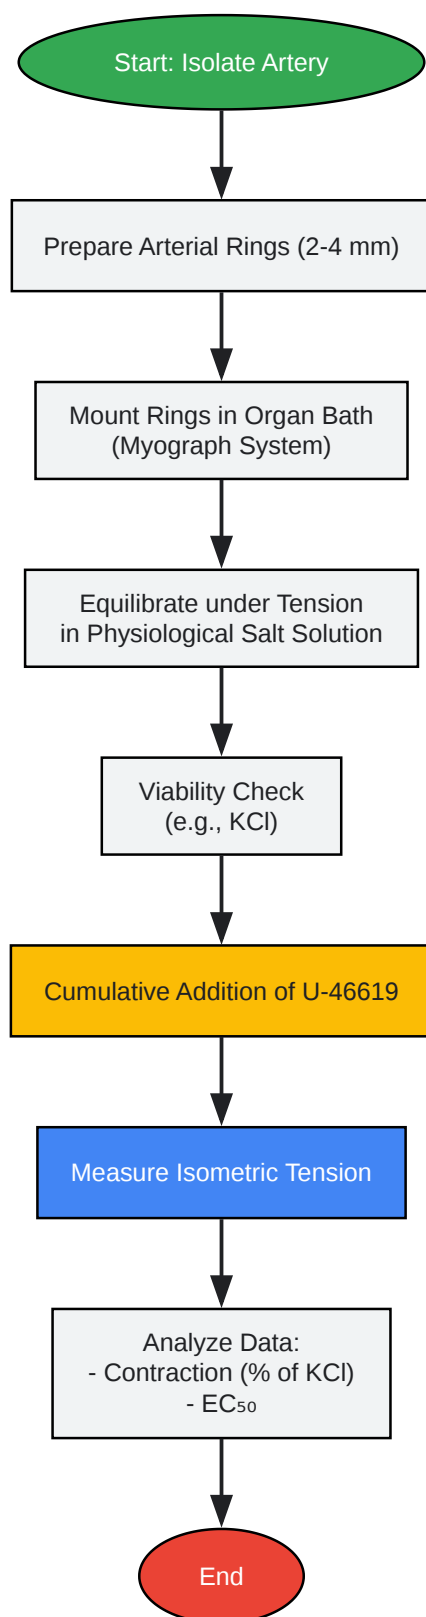 Start: Isolate Artery
Prepare Arterial Rings (2-4 mm)
Mount Rings in Organ Bath
(Myograph System)
Equilibrate under Tension
in Physiological Salt Solution
Viability Check
(e.g., KCl)
Cumulative Addition of U-46619
Measure Isometric Tension
Analyze Data:
- Contraction (% of KCl)
- EC₅₀
End